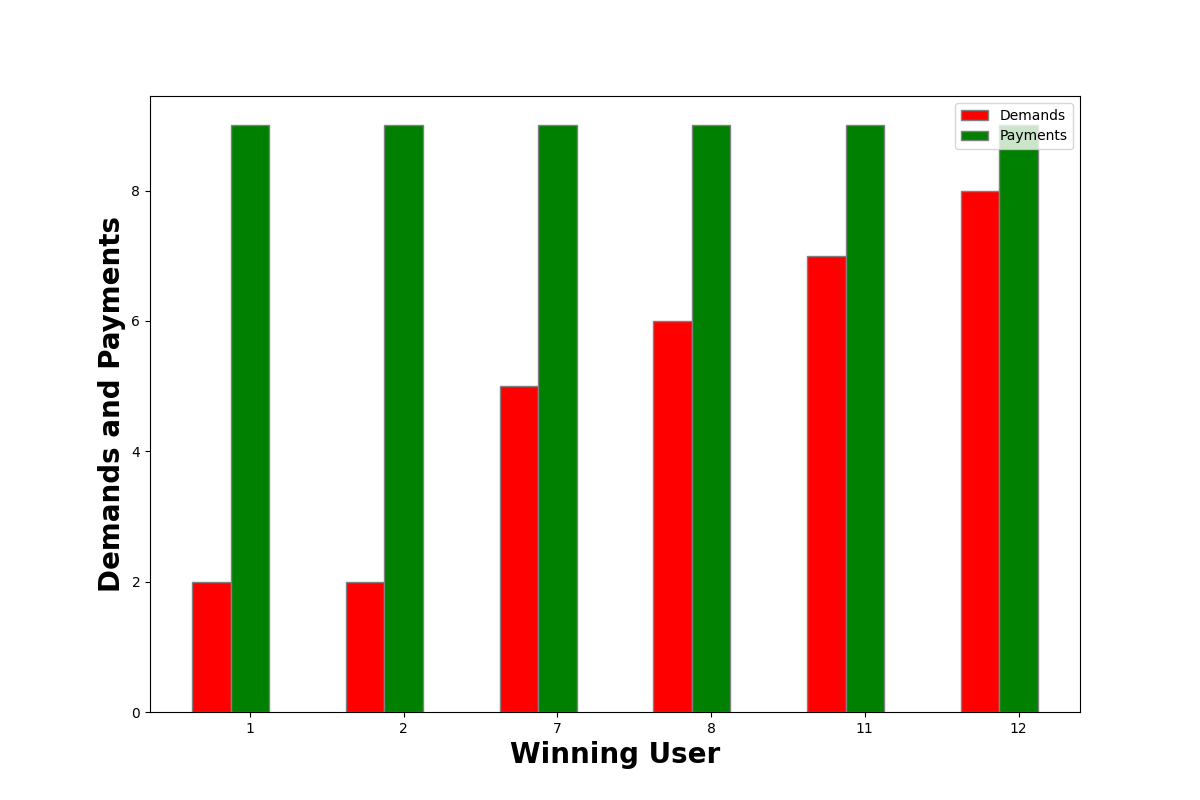 Demands
Payments
8
6
4
2
0
Demands and Payments
1 2 7 8 11 12
Winning User